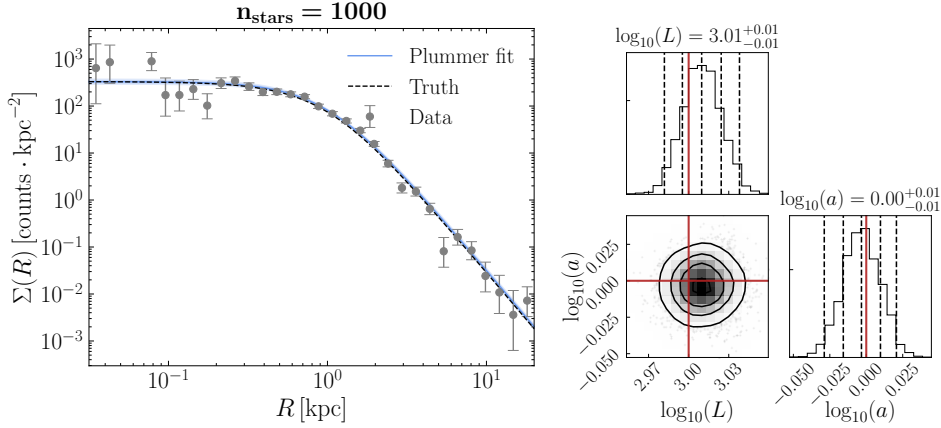 n_stars = 1000
Σ(R) [counts · kpc⁻²]
10³
10²
10¹
10⁰
10⁻¹
10⁻²
10⁻³
Plummer fit
Truth
Data
10⁻¹
10⁰
10¹
R [kpc]
log₁₀(L) = 3.01⁺⁰·⁰¹₋₀.₀₁
log₁₀(a) = 0.00⁺⁰·⁰¹₋₀.₀₁
log₁₀(a)
0.025
0.000
−0.025
−0.050
2.97
3.00
3.03
log₁₀(L)
−0.050
−0.025
0.000
0.025
log₁₀(a)